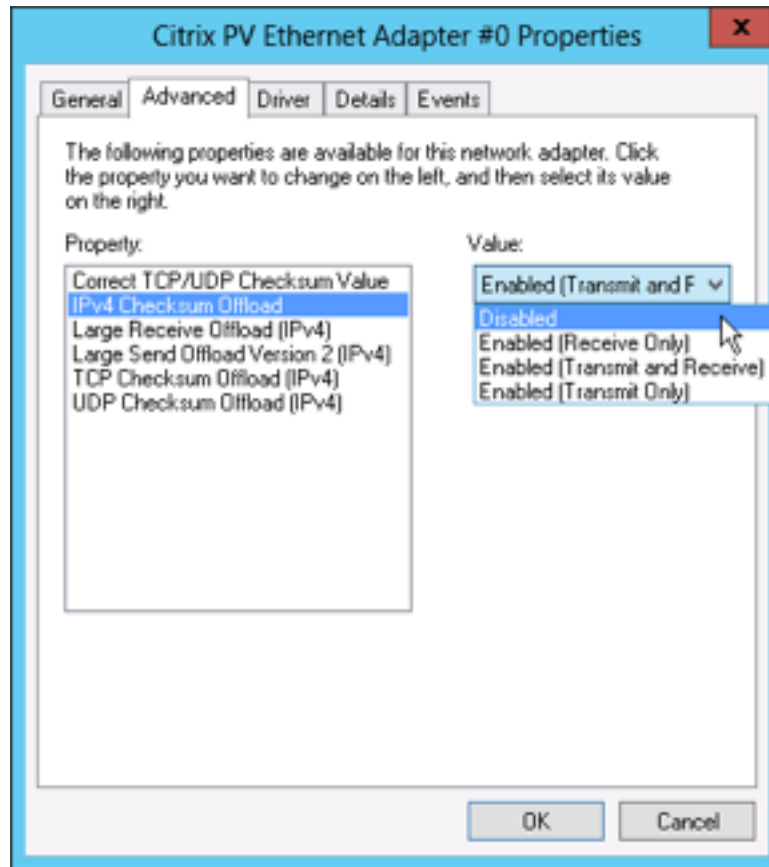 Citrix PV Ethernet Adapter #0 Properties
x
General Advanced Driver Details Events
The following properties are available for this network adapter. Click
the property you want to change on the left, and then select its value
on the right.
Property:
Value:
Correct TCP/UDP Checksum Value
IPv4 Checksum Offload
Large Receive Offload (IPv4)
Large Send Offload Version 2 (IPv4)
TCP Checksum Offload (IPv4)
UDP Checksum Offload (IPv4)
Enabled (Transmit and F
Disabled
Enabled (Receive Only)
Enabled (Transmit and Receive)
Enabled (Transmit Only)
OK Cancel